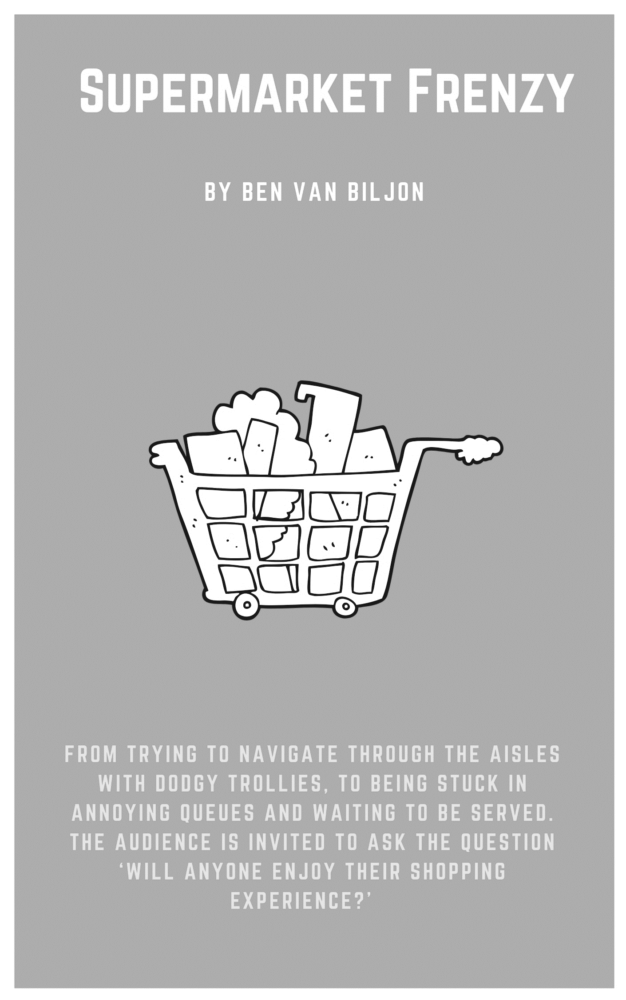 Supermarket Frenzy
BY BEN VAN BILJON
FROM TRYING TO NAVIGATE THROUGH THE AISLES
WITH DODGY TROLLIES, TO BEING STUCK IN
ANNOYING QUEUES AND WAITING TO BE SERVED.
THE AUDIENCE IS INVITED TO ASK THE QUESTION
‘WILL ANYONE ENJOY THEIR SHOPPING
EXPERIENCE?’